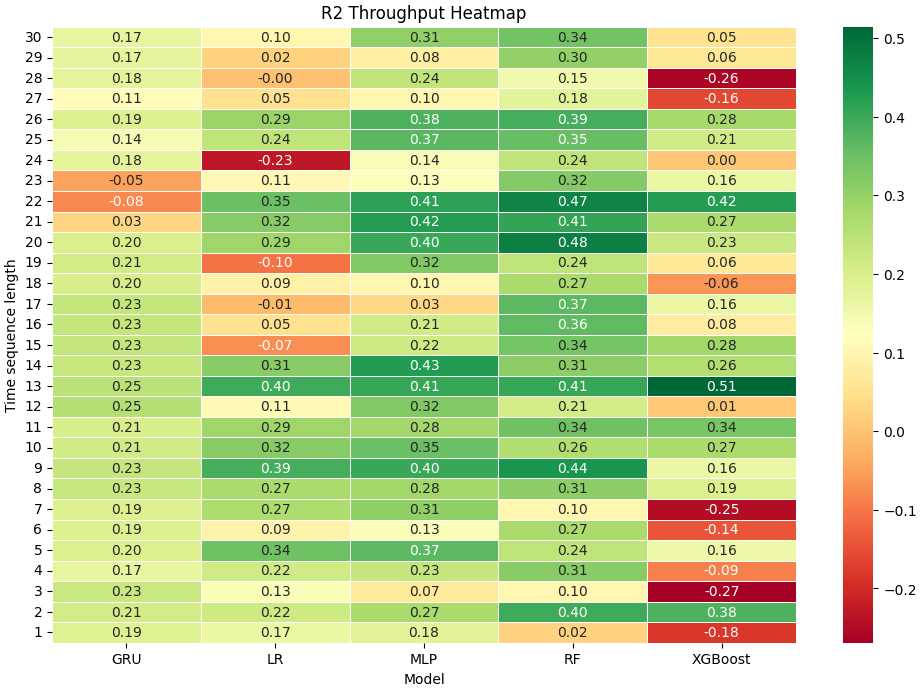 R2 Throughput Heatmap
30 0.17 0.10 0.31 0.34 0.05
29 0.17 0.02 0.08 0.30 0.06
28 0.18 -0.00 0.24 0.15 -0.26
27 0.11 0.05 0.10 0.18 -0.16
26 0.19 0.29 0.38 0.39 0.28
25 0.14 0.24 0.37 0.35 0.21
24 0.18 -0.23 0.14 0.24 0.00
23 -0.05 0.11 0.13 0.32 0.16
22 -0.08 0.35 0.41 0.47 0.42
21 0.03 0.32 0.42 0.41 0.27
20 0.20 0.29 0.40 0.48 0.23
19 0.21 -0.10 0.32 0.24 0.06
18 0.20 0.09 0.10 0.27 -0.06
17 0.23 -0.01 0.03 0.37 0.16
16 0.23 0.05 0.21 0.36 0.08
15 0.23 -0.07 0.22 0.34 0.28
14 0.23 0.31 0.43 0.31 0.26
13 0.25 0.40 0.41 0.41 0.51
12 0.25 0.11 0.32 0.21 0.01
11 0.21 0.29 0.28 0.34 0.34
10 0.21 0.32 0.35 0.26 0.27
9 0.23 0.39 0.40 0.44 0.16
8 0.23 0.27 0.28 0.31 0.19
7 0.19 0.27 0.31 0.10 -0.25
6 0.19 0.09 0.13 0.27 -0.14
5 0.20 0.34 0.37 0.24 0.16
4 0.17 0.22 0.23 0.31 -0.09
3 0.23 0.13 0.07 0.10 -0.27
2 0.21 0.22 0.27 0.40 0.38
1 0.19 0.17 0.18 0.02 -0.18
GRU LR MLP RF XGBoost
Model
Time sequence length
0.5
0.4
0.3
0.2
0.1
0.0
−0.1
−0.2